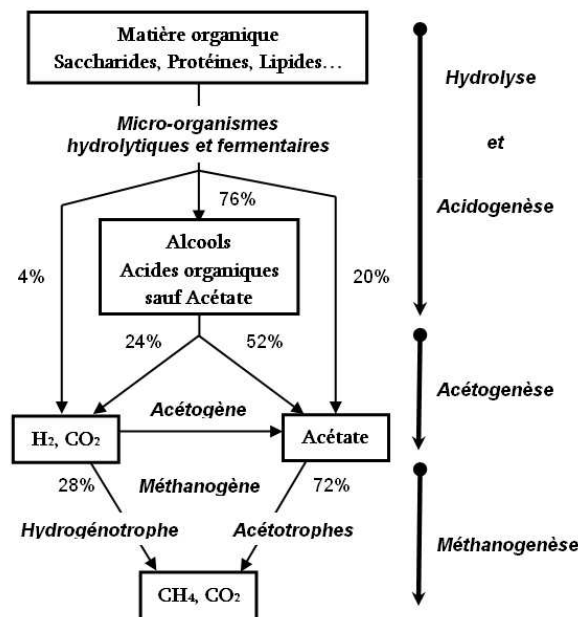 Matière organique
Saccharides, Protéines, Lipides…
Hydrolyse
Micro-organismes
hydrolytiques et fermentaires
et
76%
Acidogenèse
Alcools
Acides organiques
sauf Acétate
4%
20%
24%
52%
Acétogenèse
Acétogène
H₂, CO₂
Acétate
28%
Méthanogène
72%
Hydrogénotrophe
Acétotrophes
Méthanogenèse
CH₄, CO₂